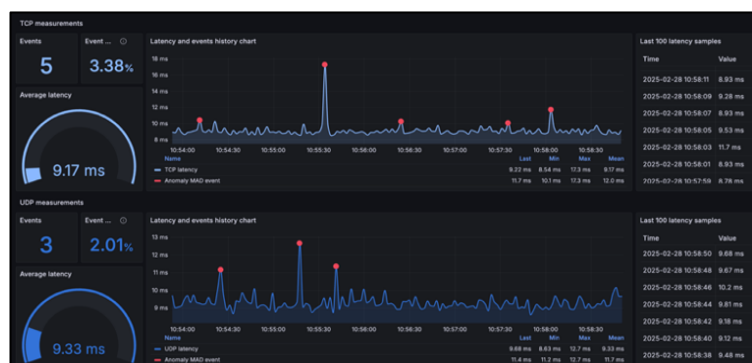 TCP measurements
Events
Event ...
5
3.38%
Average latency
9.17 ms
Latency and events history chart
18 ms
16 ms
14 ms
12 ms
10 ms
8 ms
10:54:00 10:54:30 10:55:00 10:55:30 10:56:00 10:56:30 10:57:00 10:57:30 10:58:00 10:58:30
Name Last Min Max Mean
TCP latency 9.22 ms 8.54 ms 17.3 ms 9.17 ms
Anomaly MAD event 11.7 ms 10.1 ms 17.3 ms 12.0 ms
Last 100 latency samples
Time Value
2025-02-28 10:58:11 8.93 ms
2025-02-28 10:58:09 9.28 ms
2025-02-28 10:58:07 8.93 ms
2025-02-28 10:58:05 9.53 ms
2025-02-28 10:58:03 11.7 ms
2025-02-28 10:58:01 8.93 ms
2025-02-28 10:57:59 8.78 ms
UDP measurements
Events
Event ...
3
2.01%
Average latency
9.33 ms
Latency and events history chart
13 ms
12 ms
11 ms
10 ms
9 ms
10:54:00 10:54:30 10:55:00 10:55:30 10:56:00 10:56:30 10:57:00 10:57:30 10:58:00 10:58:30
Name Last Min Max Mean
UDP latency 9.68 ms 8.63 ms 12.7 ms 9.33 ms
Anomaly MAD event 11.4 ms 11.2 ms 12.7 ms 11.7 ms
Last 100 latency samples
Time Value
2025-02-28 10:58:50 9.68 ms
2025-02-28 10:58:48 9.67 ms
2025-02-28 10:58:46 10.2 ms
2025-02-28 10:58:44 9.81 ms
2025-02-28 10:58:42 9.18 ms
2025-02-28 10:58:40 9.12 ms
2025-02-28 10:58:38 9.48 ms